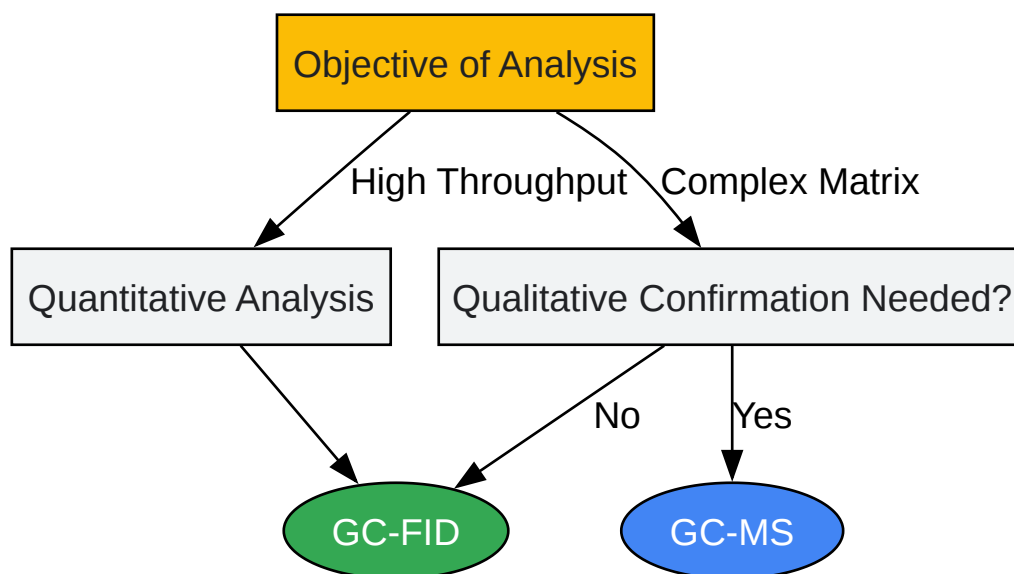 Objective of Analysis
High Throughput
Complex Matrix
Quantitative Analysis
Qualitative Confirmation Needed?
No
Yes
GC-FID
GC-MS